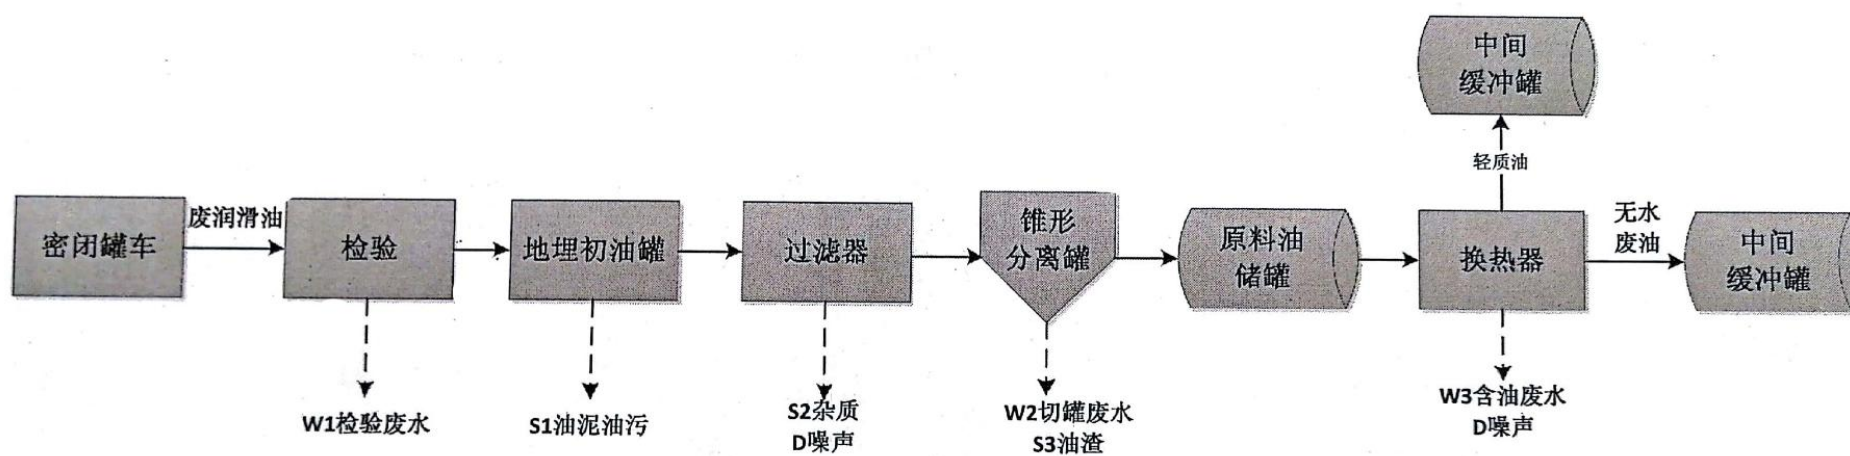 中间
缓冲罐
轻质油
密闭罐车
废润滑油
检验
地埋初油罐
过滤器
锥形
分离罐
原料油
储罐
换热器
无水
废油
中间
缓冲罐
W1检验废水
S1油泥油污
S2杂质
D噪声
W2切罐废水
S3油渣
W3含油废水
D噪声